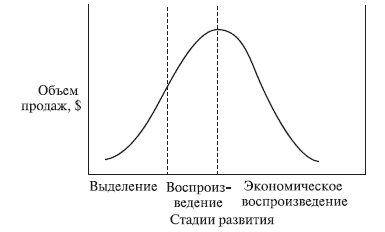 Объем
продаж, $
Выделение Воспроиз- Экономическое
ведение воспроизведение
Стадии развития